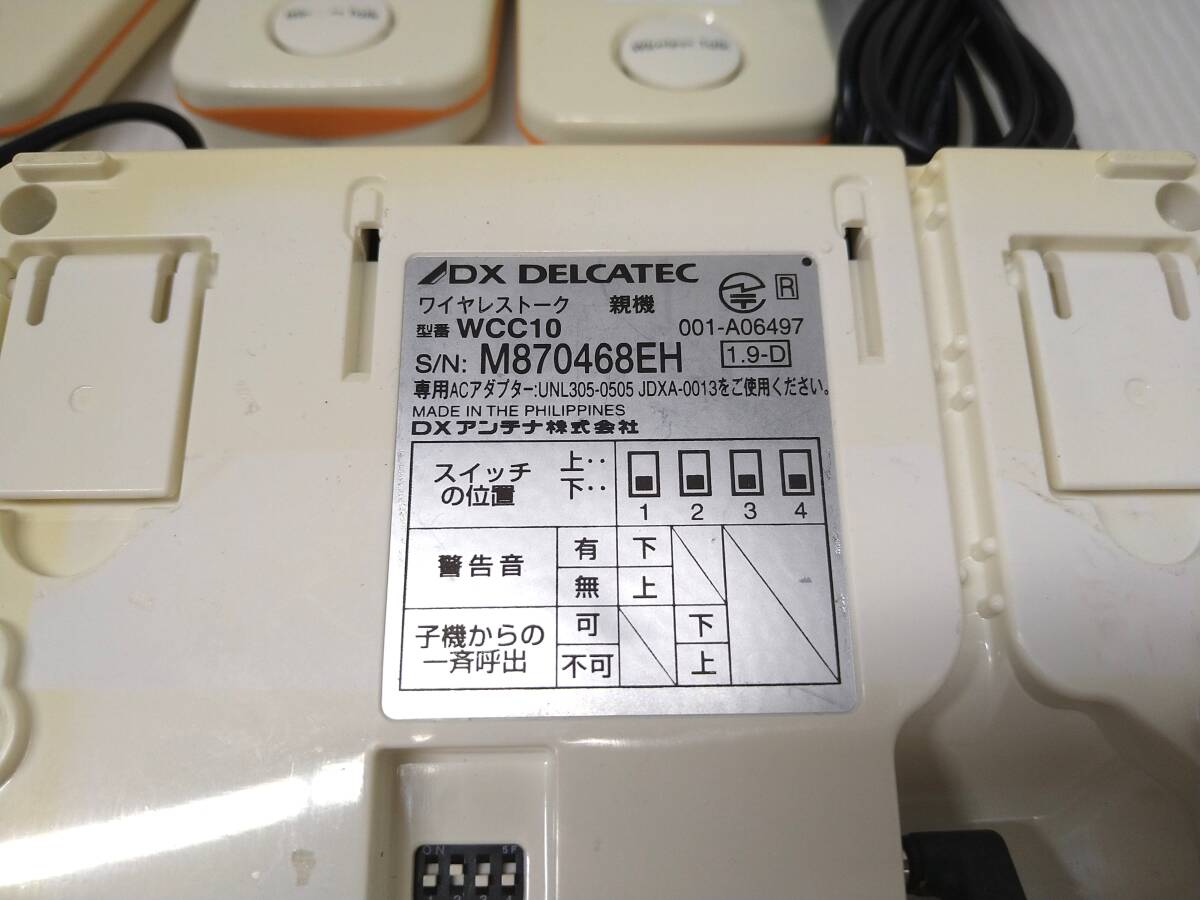 DX DELCATEC
ワイヤレストーク 親機
R
型番 WCC10
001-A06497
S/N: M870468EH
1.9-D
専用ACアダプター:UNL305-0505 JDXA-0013をご使用ください。
MADE IN THE PHILIPPINES
DXアンテナ株式会社
スイッチの位置
上‥
下‥
1 2 3 4
警告音
有 下
無 上
子機からの一斉呼出
可 下
不可 上
ON
1 2 3 4